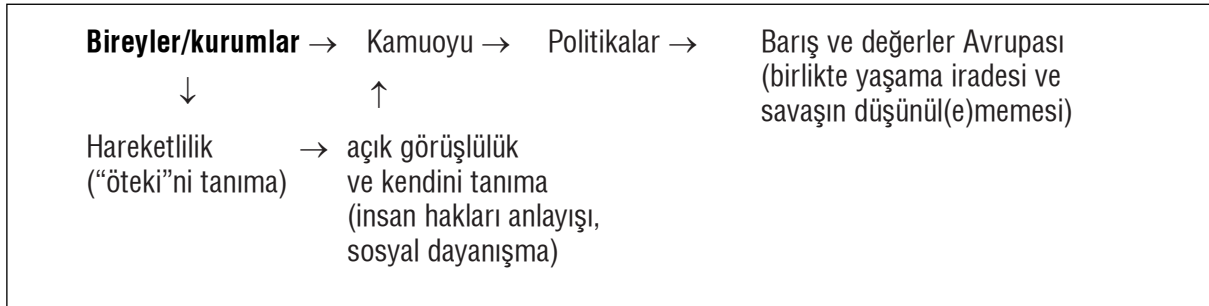 Bireyler/kurumlar → Kamuoyu → Politikalar → Barış ve değerler Avrupası
(birlikte yaşama iradesi ve
savaşın düşünül(e)memesi)
↓ ↑
Hareketlilik → açık görüşlülük
(“öteki”ni tanıma) ve kendini tanıma
(insan hakları anlayışı,
sosyal dayanışma)